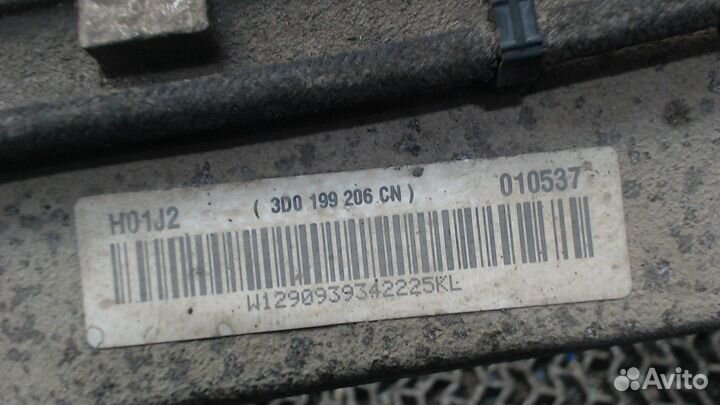 H01J2 ( 3D0 199 206 CN ) 010537
W1290939342225KL
Avito